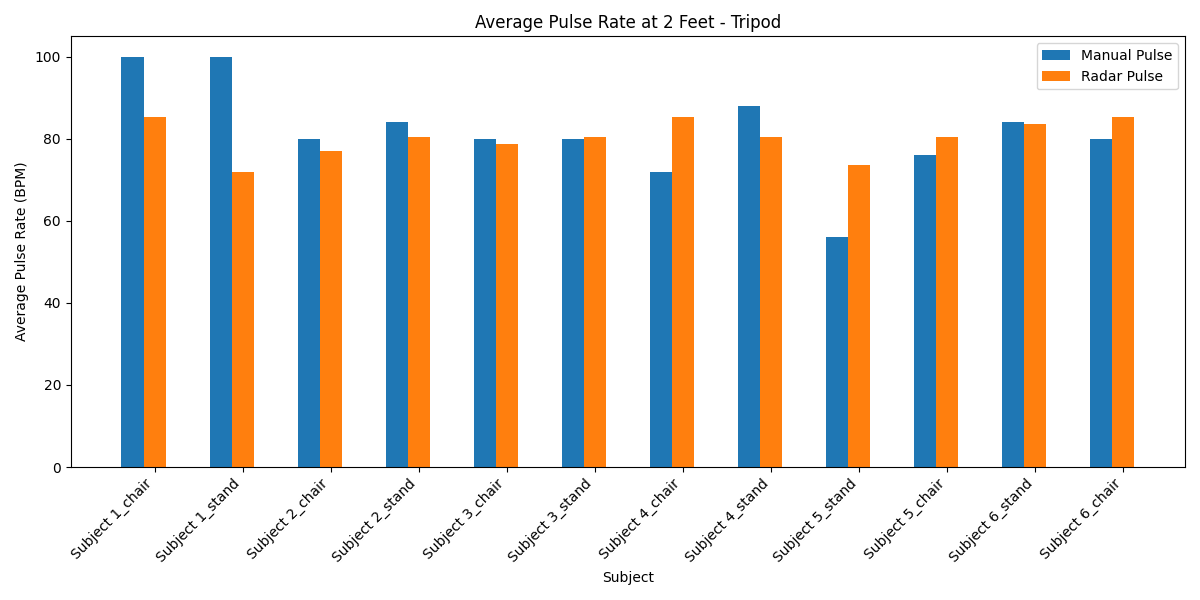 Average Pulse Rate at 2 Feet - Tripod
Manual Pulse
Radar Pulse
Average Pulse Rate (BPM)
100
80
60
40
20
0
Subject 1_chair
Subject 1_stand
Subject 2_chair
Subject 2_stand
Subject 3_chair
Subject 3_stand
Subject 4_chair
Subject 4_stand
Subject 5_stand
Subject 5_chair
Subject 6_stand
Subject 6_chair
Subject